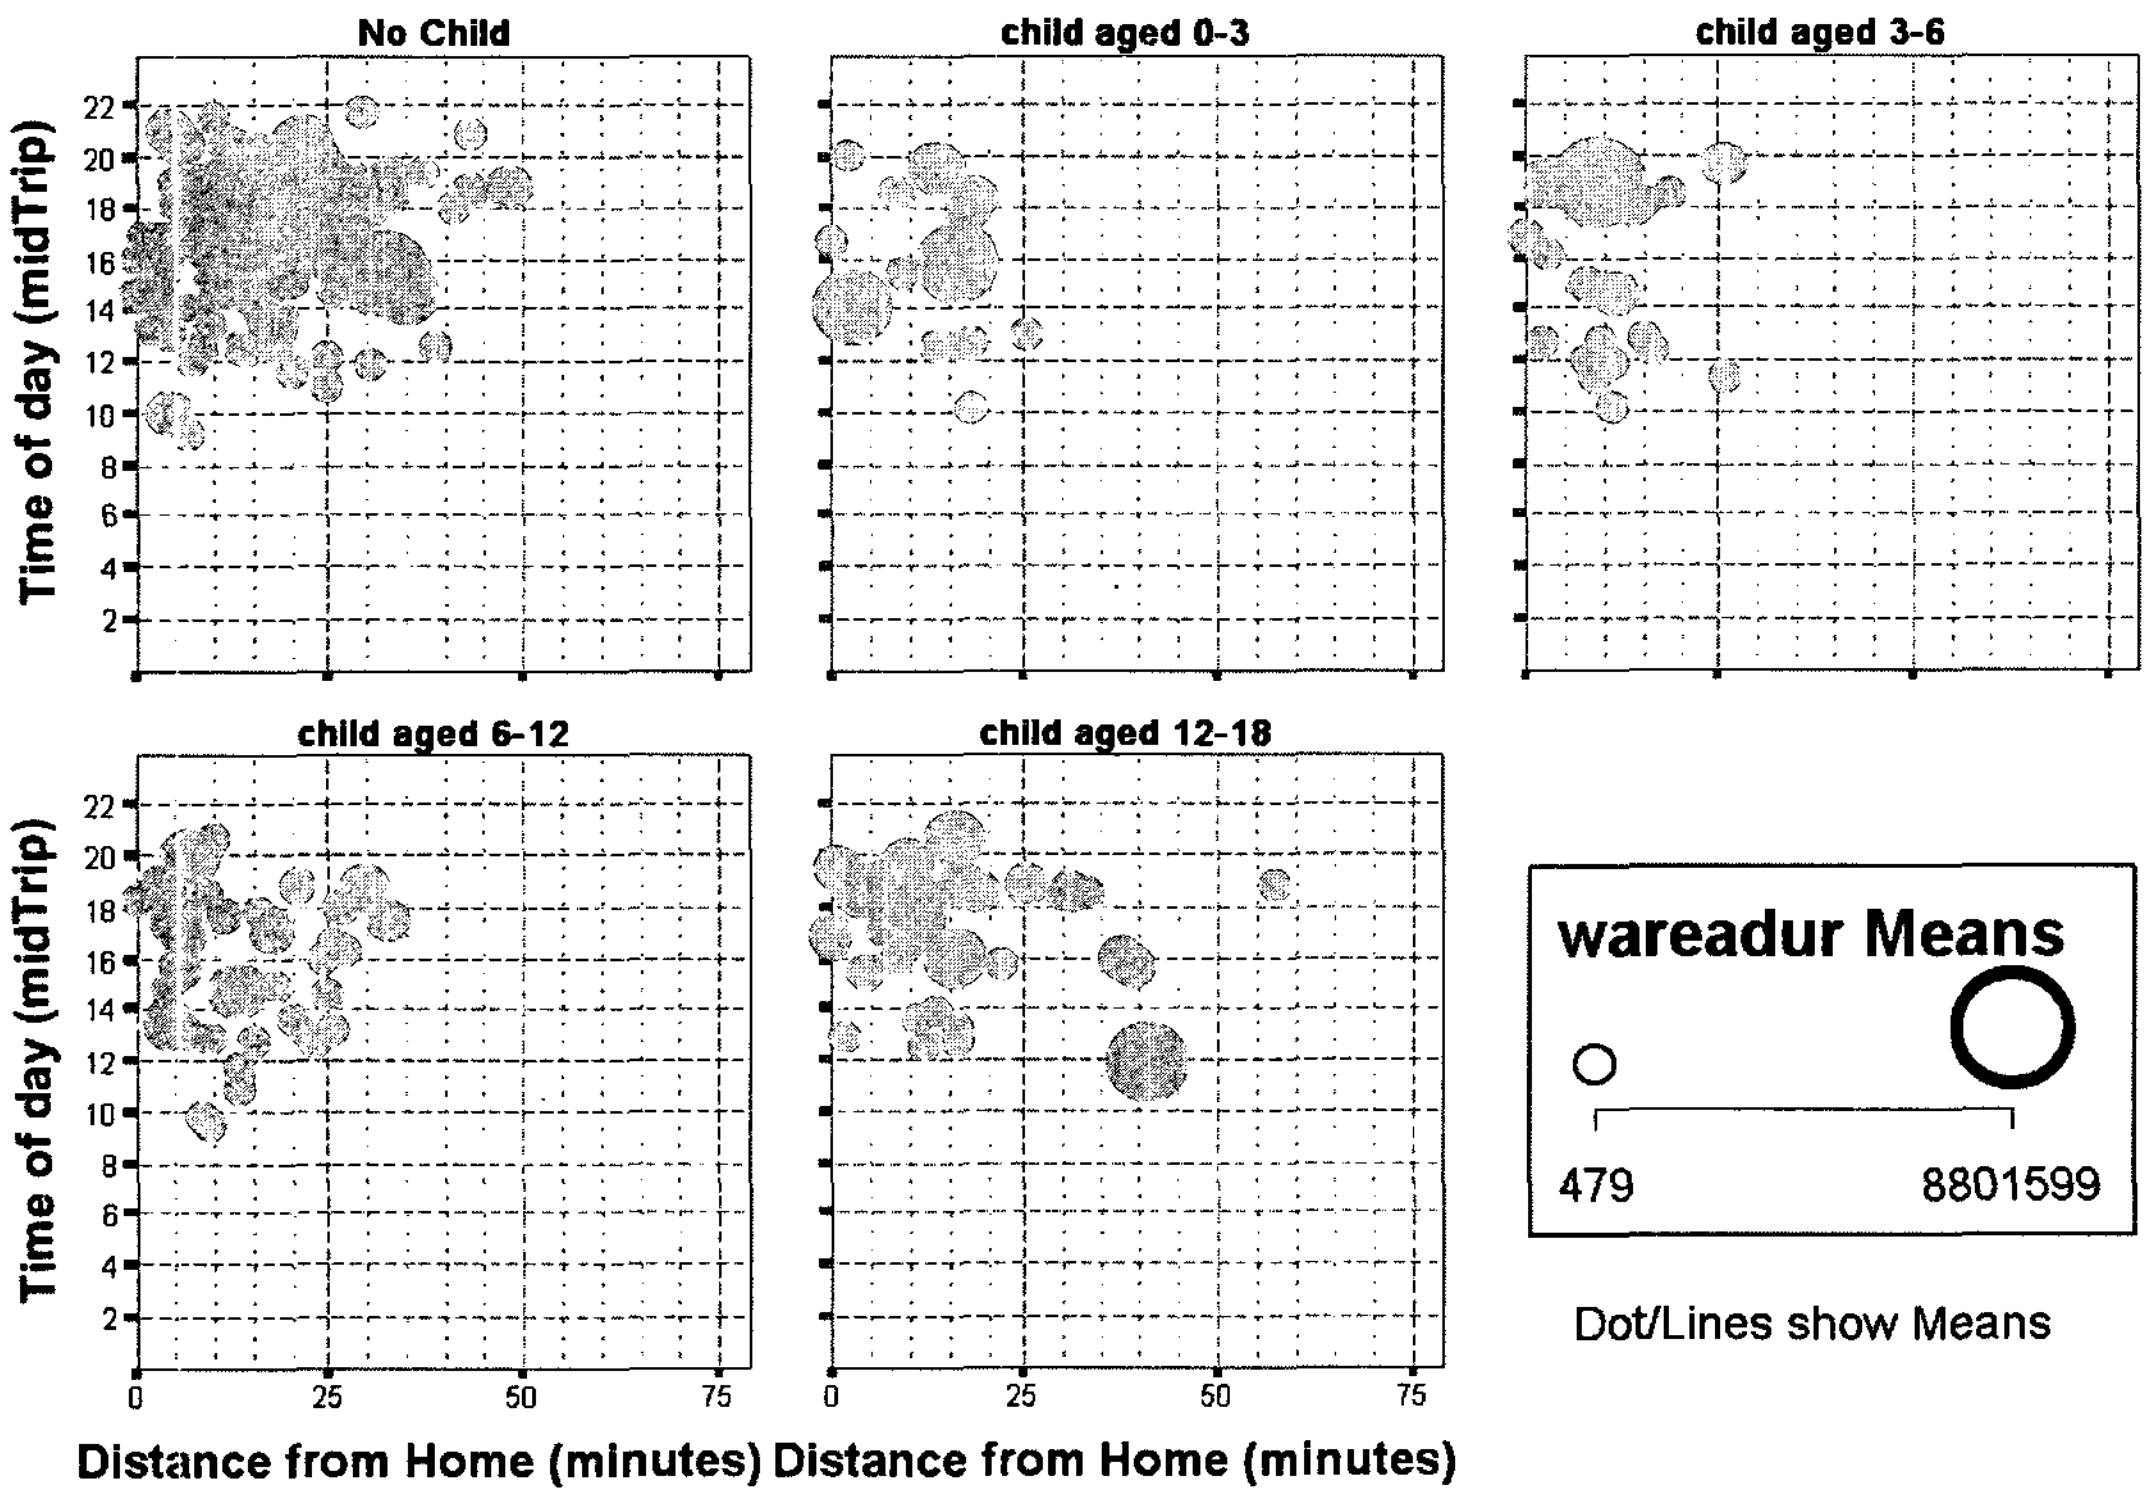 No Child
child aged 0-3
child aged 3-6
Time of day (midTrip)
22
20
18
16
14
12
10
8
6
4
2
child aged 6-12
child aged 12-18
Time of day (midTrip)
22
20
18
16
14
12
10
8
6
4
2
0 25 50 75
0 25 50 75
Distance from Home (minutes) Distance from Home (minutes)
wareadur Means
479 8801599
Dot/Lines show Means